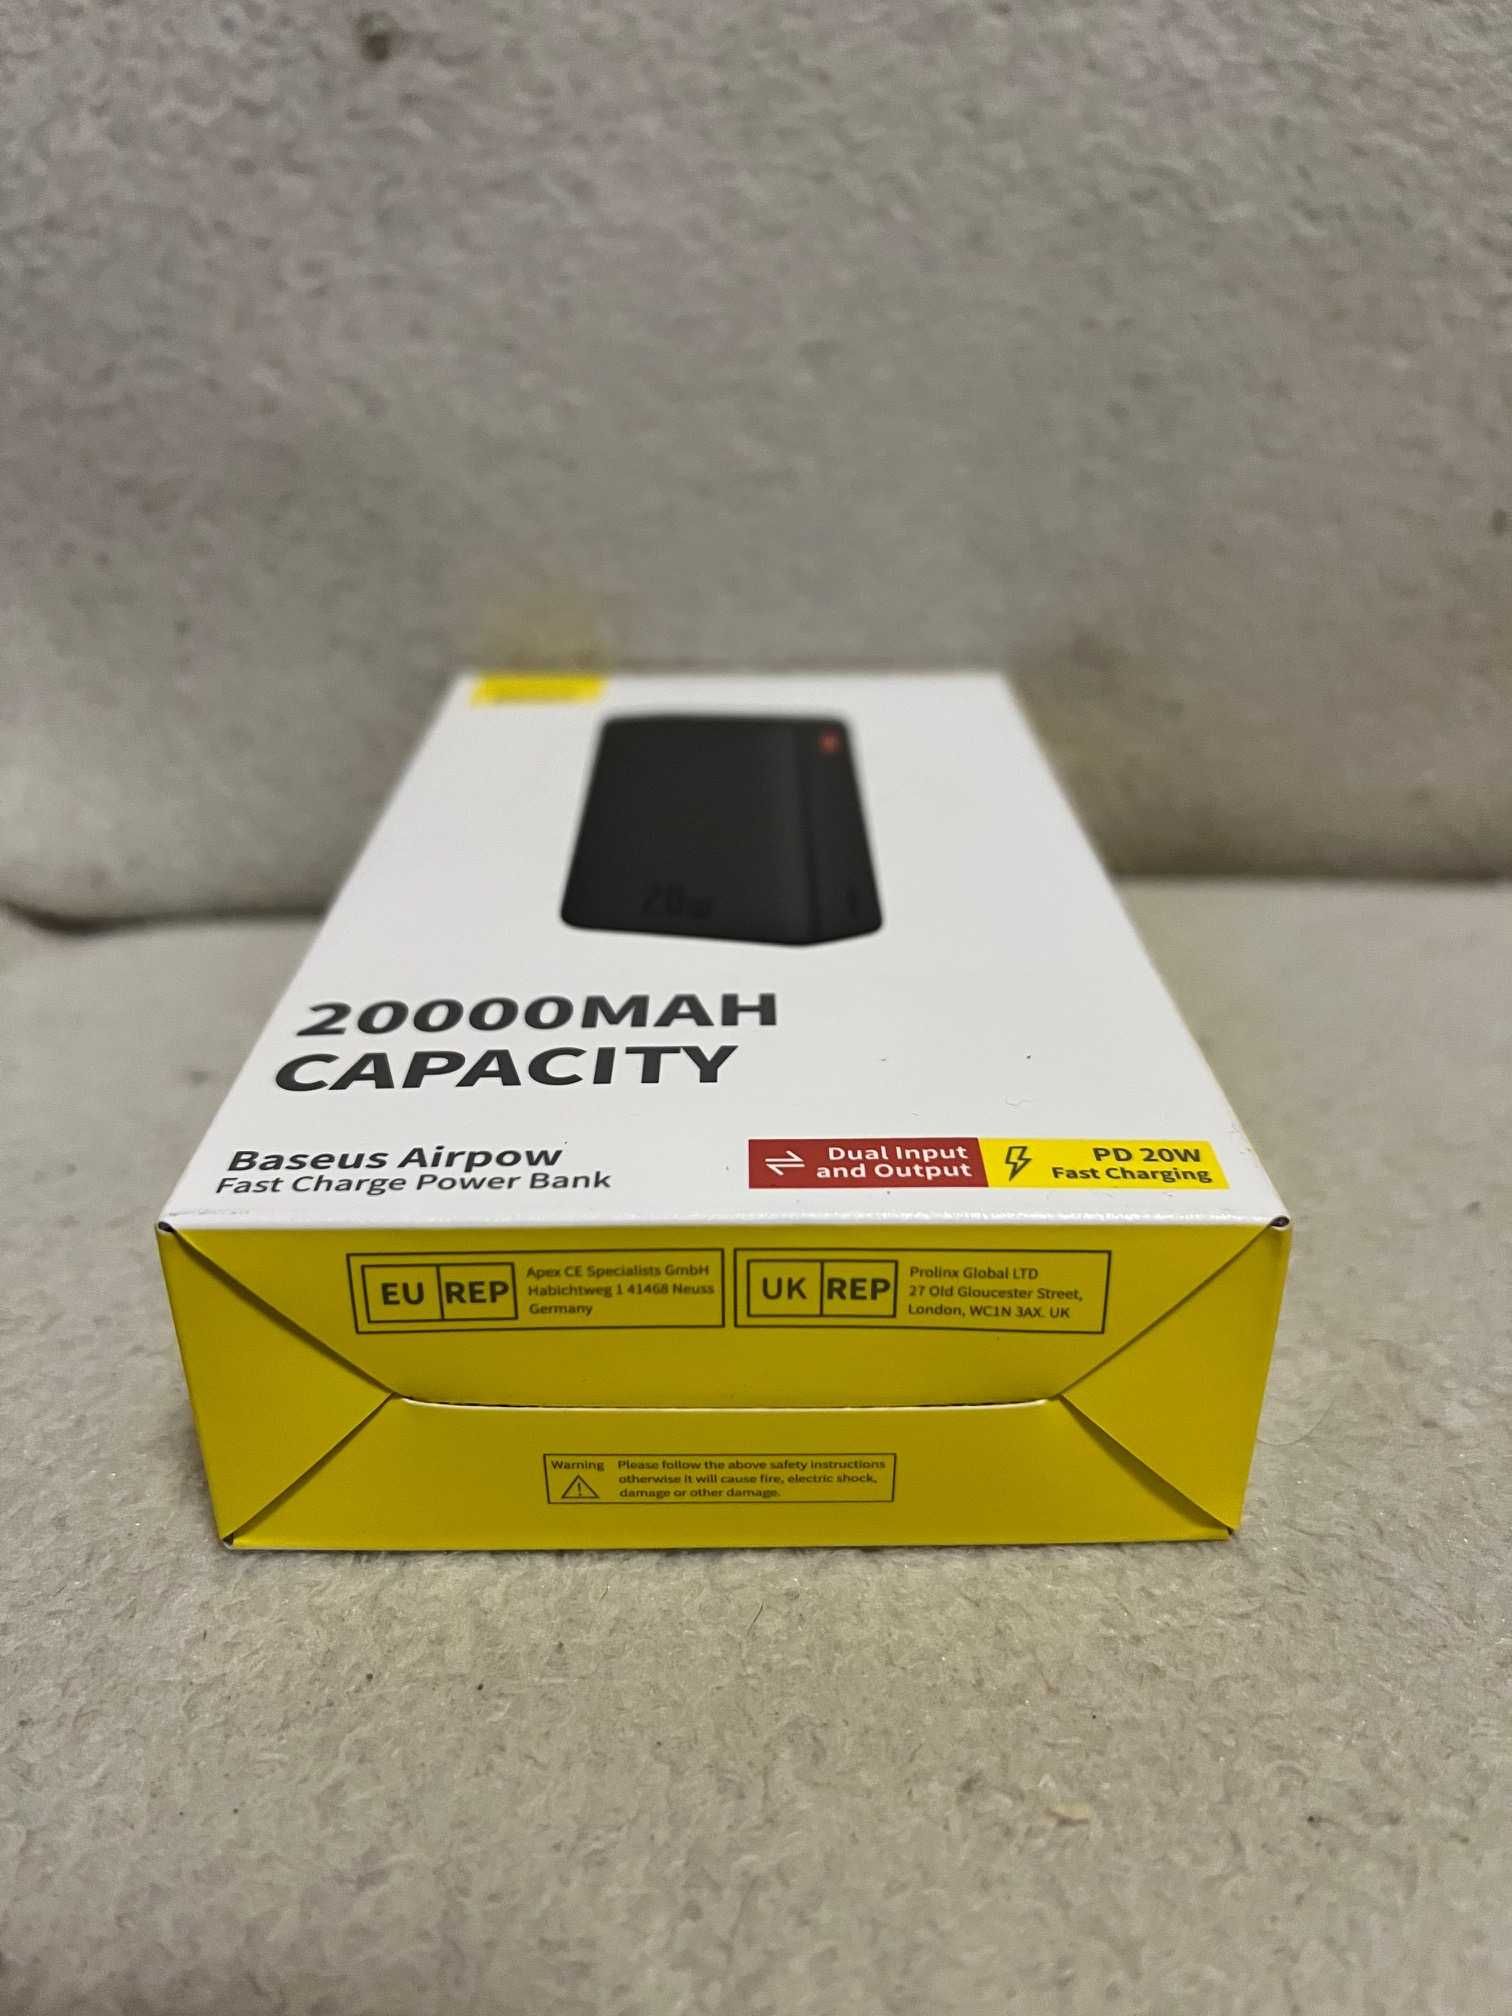 20000MAH
CAPACITY
Baseus Airpow
Fast Charge Power Bank
Dual Input
and Output
PD 20W
Fast Charging
EU REP
Apex CE Specialists GmbH
Habichtweg 1 41468 Neuss
Germany
UK REP
Prolinx Global LTD
27 Old Gloucester Street,
London, WC1N 3AX. UK
Warning
Please follow the above safety instructions
otherwise it will cause fire, electric shock,
damage or other damage.